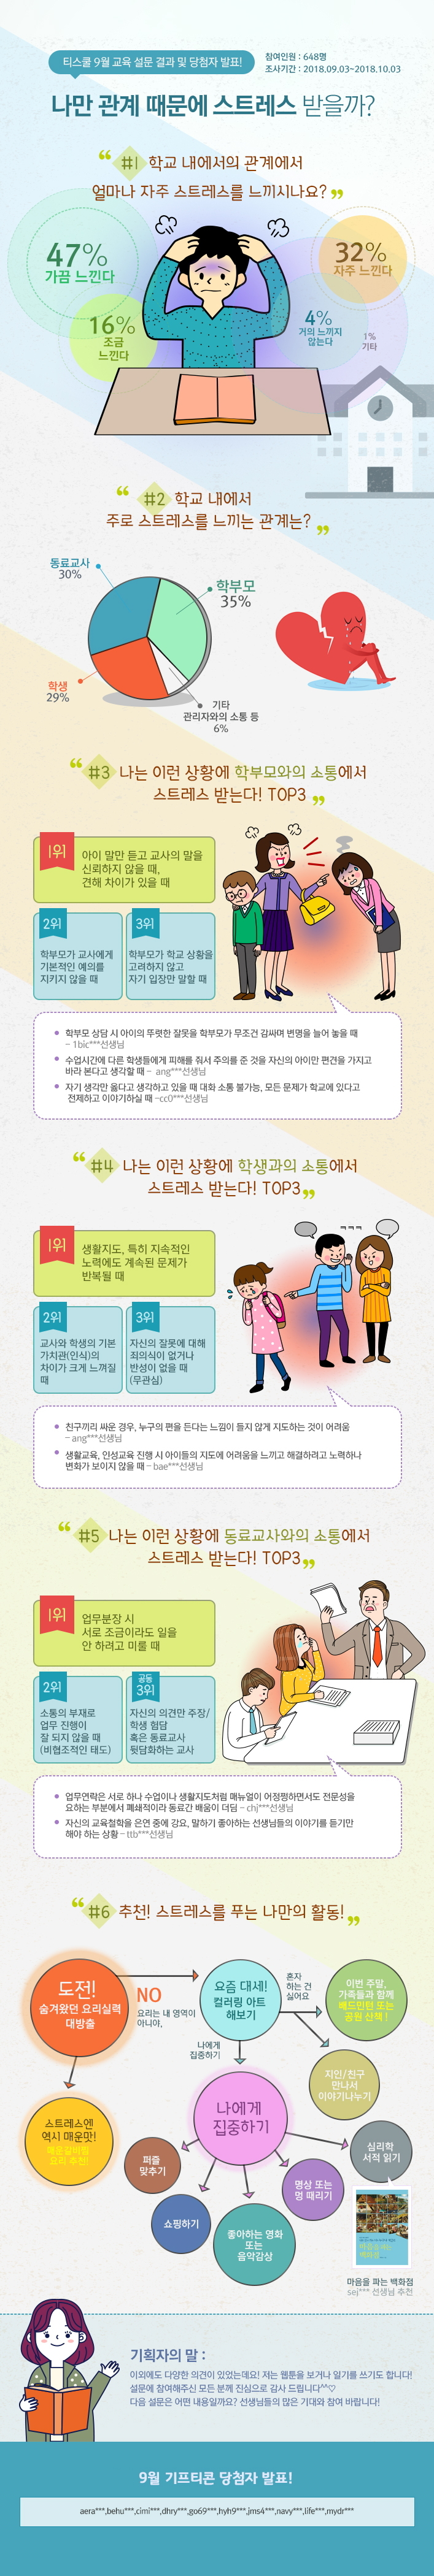 티스쿨 9월 교육 설문 결과 및 당첨자 발표!
참여인원 : 648명
조사기간 : 2018.09.03~2018.10.03
나만 관계 때문에 스트레스 받을까?
“ #1 학교 내에서의 관계에서
얼마나 자주 스트레스를 느끼시나요? ”
47%
가끔 느낀다
32%
자주 느낀다
16%
조금
느낀다
4%
거의 느끼지
않는다
1%
기타
“ #2 학교 내에서
주로 스트레스를 느끼는 관계는? ”
동료교사
30%
학부모
35%
학생
29%
기타
관리자와의 소통 등
6%
“ #3 나는 이런 상황에 학부모와의 소통에서
스트레스 받는다! TOP3 ”
1위
아이 말만 듣고 교사의 말을
신뢰하지 않을 때,
견해 차이가 있을 때
2위
학부모가 교사에게
기본적인 예의를
지키지 않을 때
3위
학부모가 학교 상황을
고려하지 않고
자기 입장만 말할 때
• 학부모 상담 시 아이의 뚜렷한 잘못을 학부모가 무조건 감싸며 변명을 늘어 놓을 때
- 1bic***선생님
• 수업시간에 다른 학생들에게 피해를 줘서 주의를 준 것을 자신의 아이만 편견을 가지고
바라 본다고 생각할 때 - ang***선생님
• 자기 생각만 옳다고 생각하고 있을 때 대화 소통 불가능, 모든 문제가 학교에 있다고
전제하고 이야기하실 때 -cc0***선생님
“ #4 나는 이런 상황에 학생과의 소통에서
스트레스 받는다! TOP3 ”
1위
생활지도, 특히 지속적인
노력에도 계속된 문제가
반복될 때
2위
교사와 학생의 기본
가치관(인식)의
차이가 크게 느껴질
때
3위
자신의 잘못에 대해
죄의식이 없거나
반성이 없을 때
(무관심)
ㅋㅋㅋ
• 친구끼리 싸운 경우, 누구의 편을 든다는 느낌이 들지 않게 지도하는 것이 어려움
- ang***선생님
• 생활교육, 인성교육 진행 시 아이들의 지도에 어려움을 느끼고 해결하려고 노력하나
변화가 보이지 않을 때 - bae***선생님
“ #5 나는 이런 상황에 동료교사와의 소통에서
스트레스 받는다! TOP3 ”
1위
업무분장 시
서로 조금이라도 일을
안 하려고 미룰 때
2위
소통의 부재로
업무 진행이
잘 되지 않을 때
(비협조적인 태도)
공동
3위
자신의 의견만 주장/
학생 험담
혹은 동료교사
뒷담화하는 교사
• 업무연락은 서로 하나 수업이나 생활지도처럼 매뉴얼이 어정쩡하면서도 전문성을
요하는 부분에서 폐쇄적이라 동료간 배움이 더딤 - chj***선생님
• 자신의 교육철학을 은연 중에 강요, 말하기 좋아하는 선생님들의 이야기를 듣기만
해야 하는 상황 - ttb***선생님
“ #6 추천! 스트레스를 푸는 나만의 활동! ”
도전!
숨겨왔던 요리실력
대방출
NO
요리는 내 영역이
아니야,
요즘 대세!
컬러링 아트
해보기
혼자
하는 건
싫어요
이번 주말,
가족들과 함께
배드민턴 또는
공원 산책 !
나에게
집중하기
지인/친구
만나서
이야기나누기
스트레스엔
역시 매운맛!
매운갈비찜
요리 추천!
나에게
집중하기
퍼즐
맞추기
심리학
서적 읽기
명상 또는
멍 때리기
쇼핑하기
좋아하는 영화
또는
음악감상
마음을 파는 백화점
sej*** 선생님 추천
기획자의 말 :
이외에도 다양한 의견이 있었는데요! 저는 웹툰을 보거나 일기를 쓰기도 합니다!
설문에 참여해주신 모든 분께 진심으로 감사 드립니다^^♡
다음 설문은 어떤 내용일까요? 선생님들의 많은 기대와 참여 바랍니다!
9월 기프티콘 당첨자 발표!
aera***,behu***,cimi***,dhry***,go69***,hyh9***,jms4***,navy***,life***,mydr***